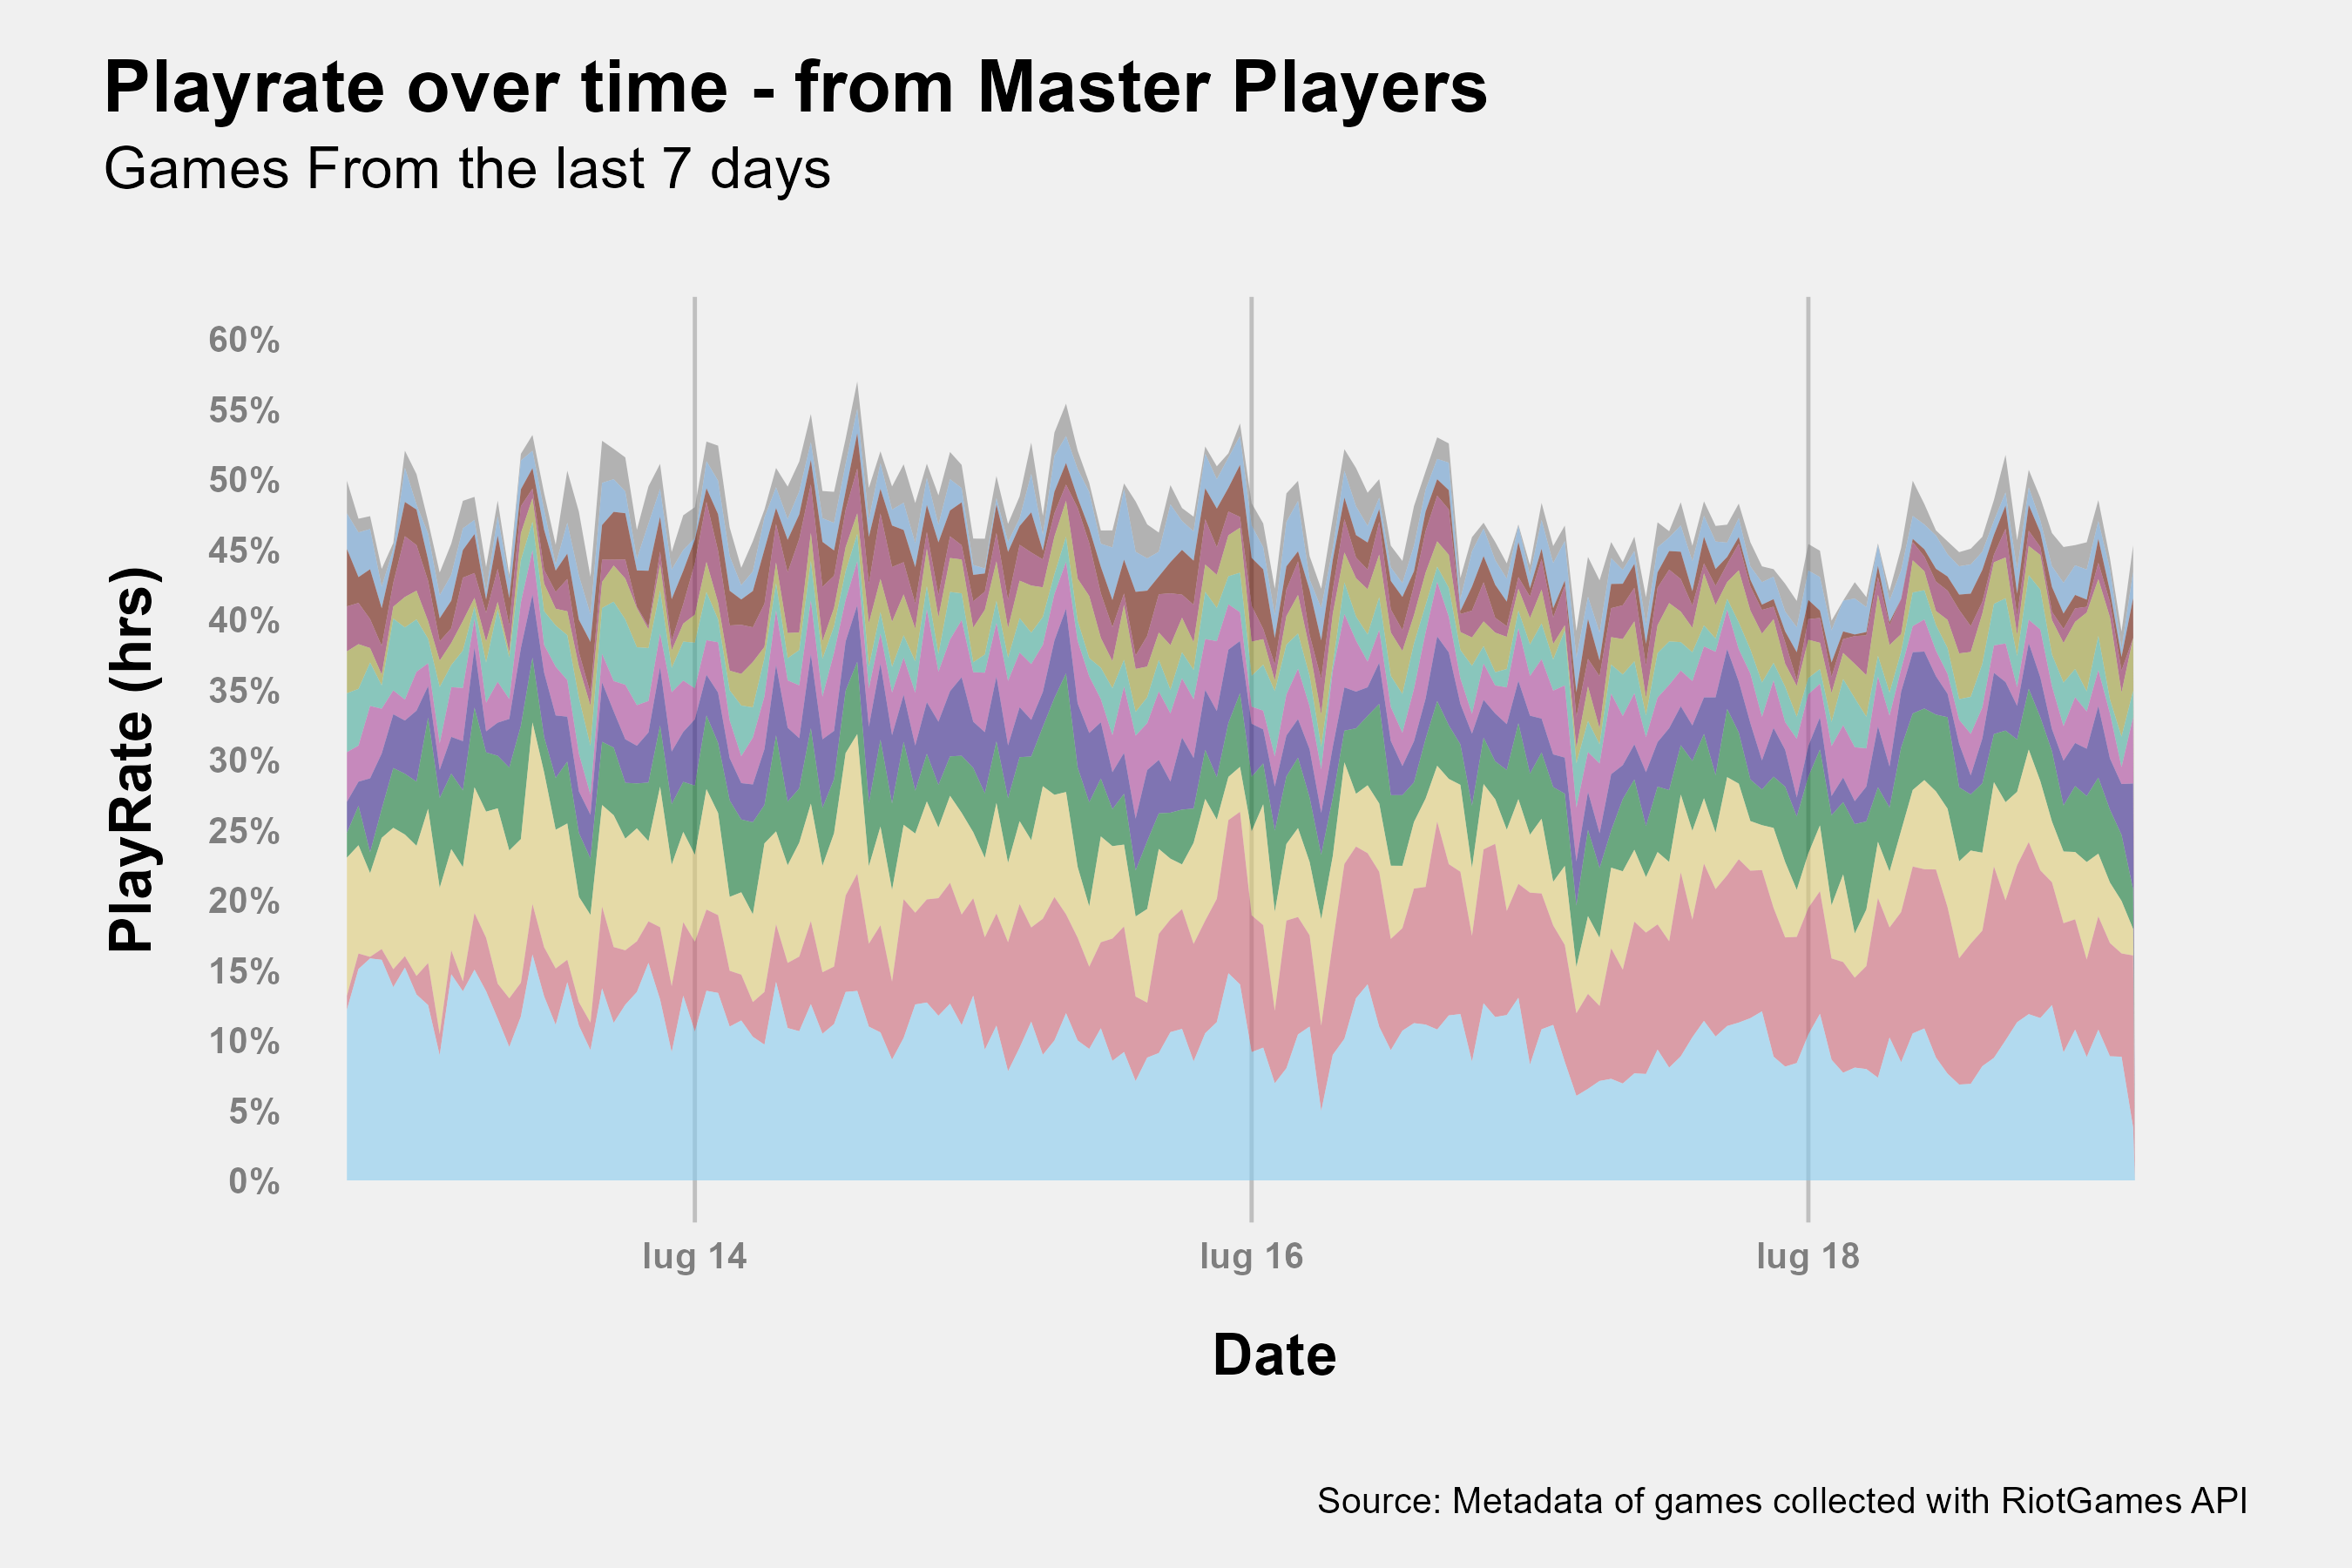 Playrate over time - from Master Players
Games From the last 7 days
PlayRate (hrs)
60%
55%
50%
45%
40%
35%
30%
25%
20%
15%
10%
5%
0%
lug 14
lug 16
lug 18
Date
Source: Metadata of games collected with RiotGames API